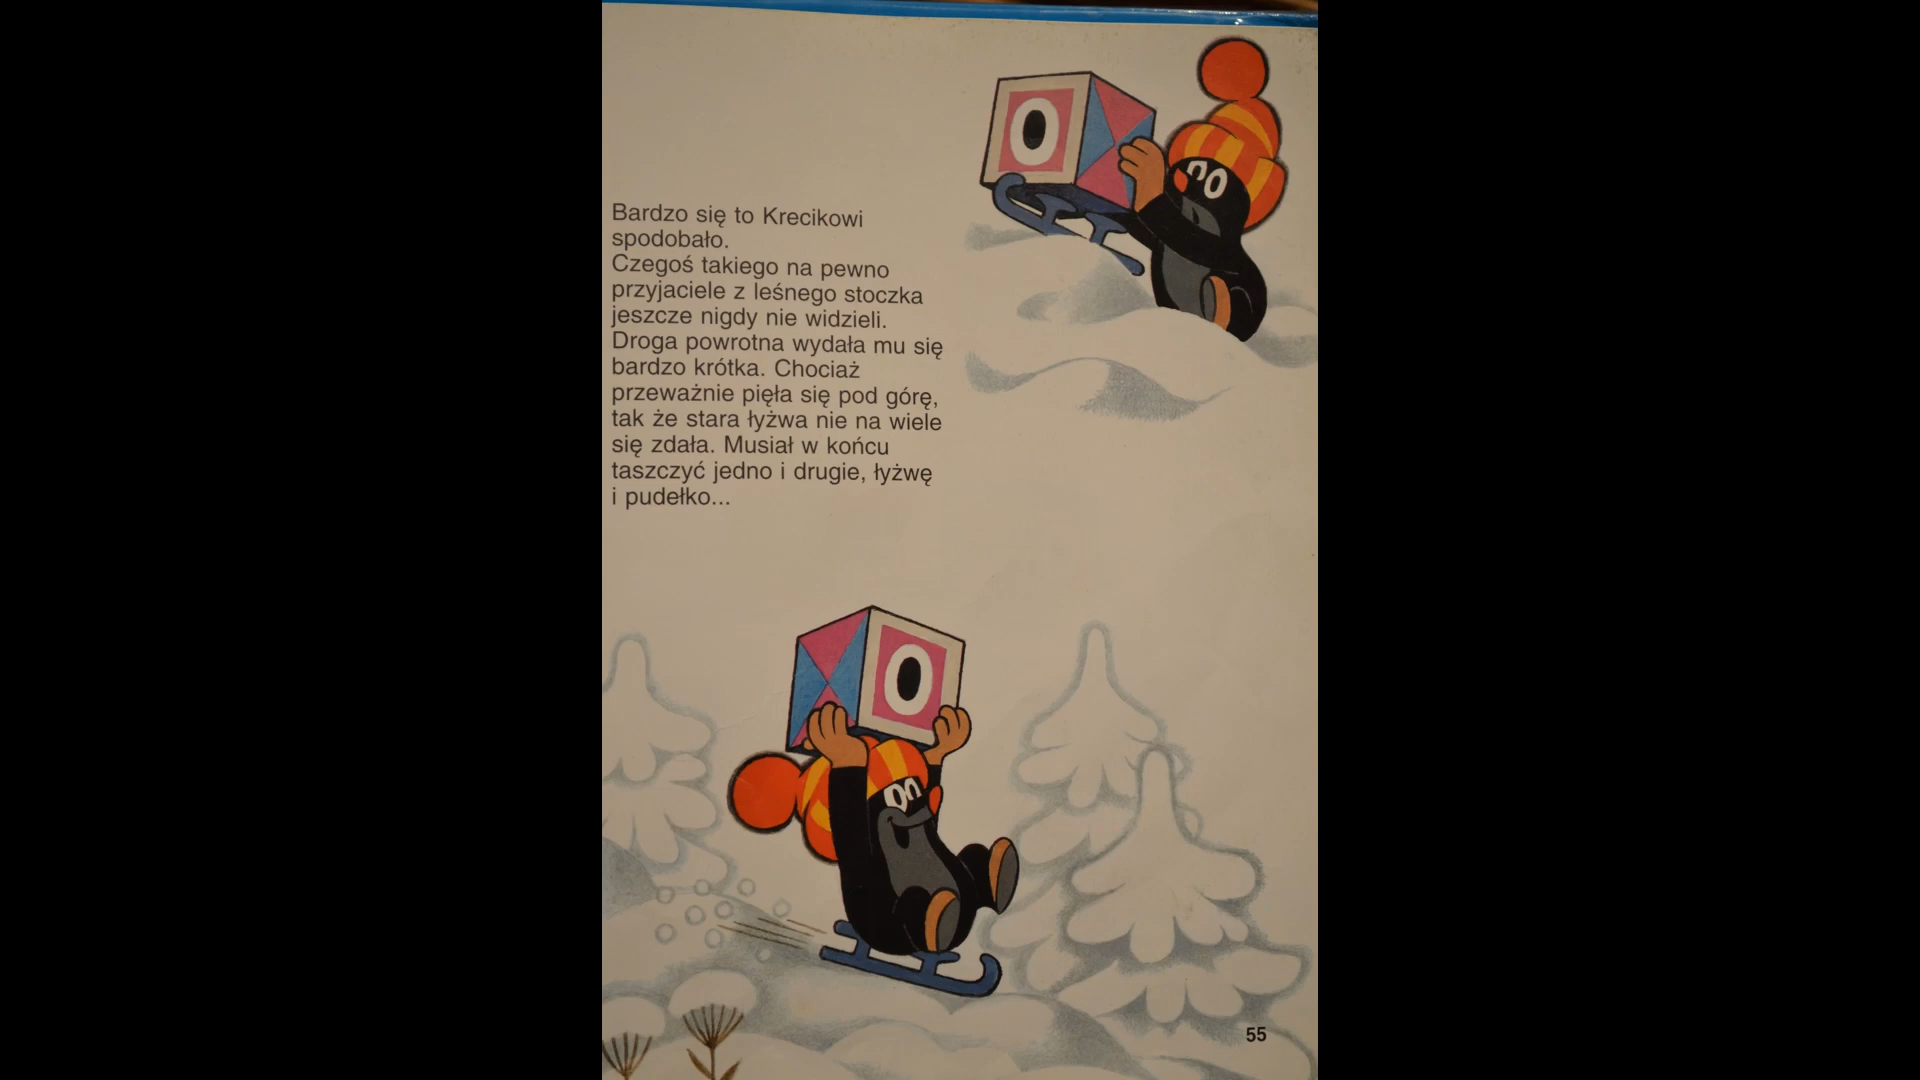 0
Bardzo się to Krecikowi
spodobało.
Czegoś takiego na pewno
przyjaciele z leśnego stoczka
jeszcze nigdy nie widzieli.
Droga powrotna wydała mu się
bardzo krótka. Chociaż
przeważnie pięła się pod górę,
tak że stara łyżwa nie na wiele
się zdała. Musiał w końcu
taszczyć jedno i drugie, łyżwę
i pudełko...
0
55